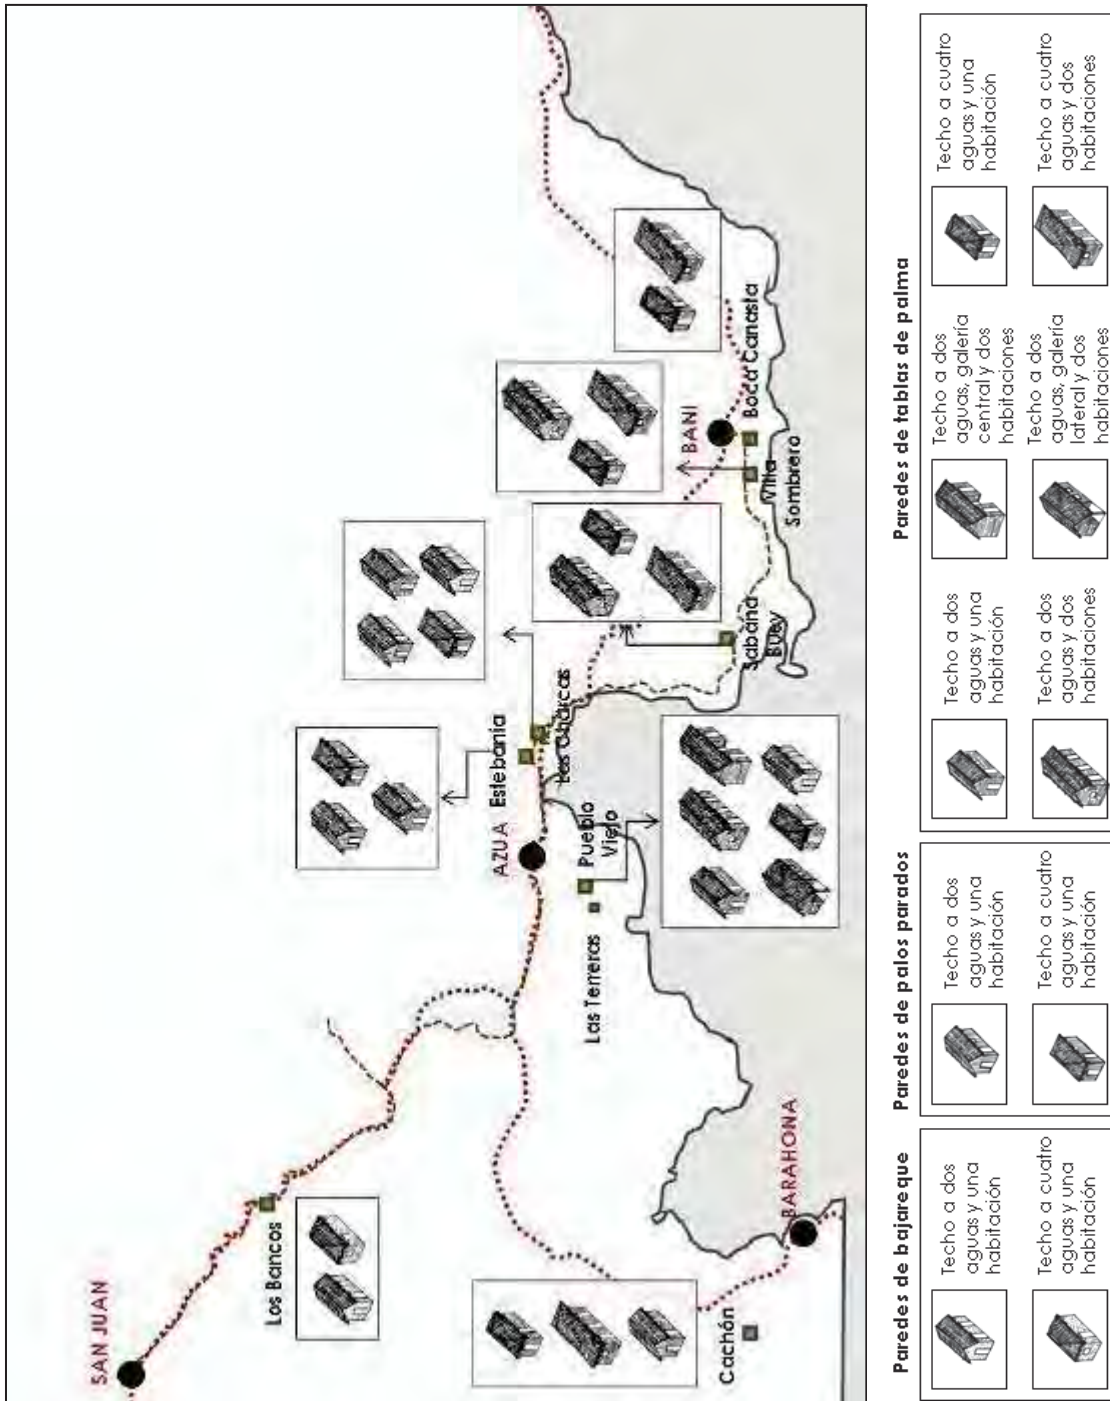 SAN JUAN
Los Bancos
AZUA
Estebania
Las Charcas
Pueblo
Viejo
Las Terreras
BARAHONA
Cachón
Sabana
Buey
BANI
Villa
Sombrero
Boca Canasta
Paredes de bajareque
Techo a dos
aguas y una
habitación
Techo a cuatro
aguas y una
habitación
Paredes de palos parados
Techo a dos
aguas y una
habitación
Techo a cuatro
aguas y una
habitación
Paredes de tablas de palma
Techo a dos
aguas y una
habitación
Techo a dos
aguas y dos
habitaciones
Techo a dos
aguas, galería
central y dos
habitaciones
Techo a dos
aguas, galería
lateral y dos
habitaciones
Techo a cuatro
aguas y una
habitación
Techo a cuatro
aguas y dos
habitaciones